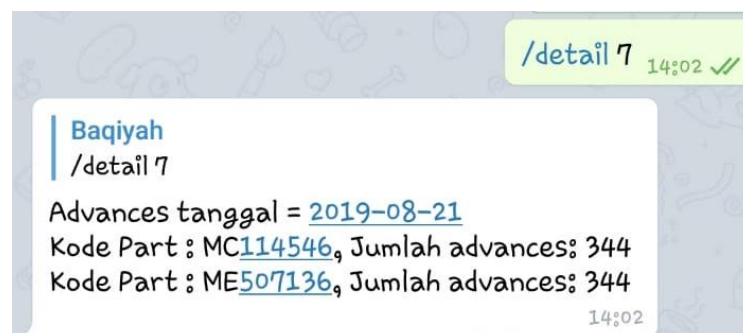 /detail 7 14:02
Baqiyah
/detail 7
Advances tanggal = 2019-08-21
Kode Part : MC114546, Jumlah advances: 344
Kode Part : ME507136, Jumlah advances: 344
14:02